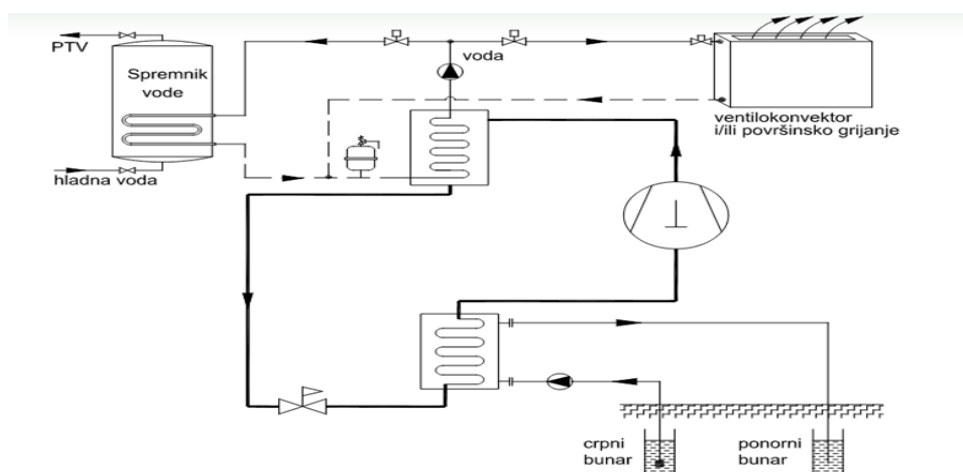 PTV
Spremnik
vode
hladna voda
voda
ventilokonvektor
i/ili površinsko grijanje
crpni
bunar
ponorni
bunar